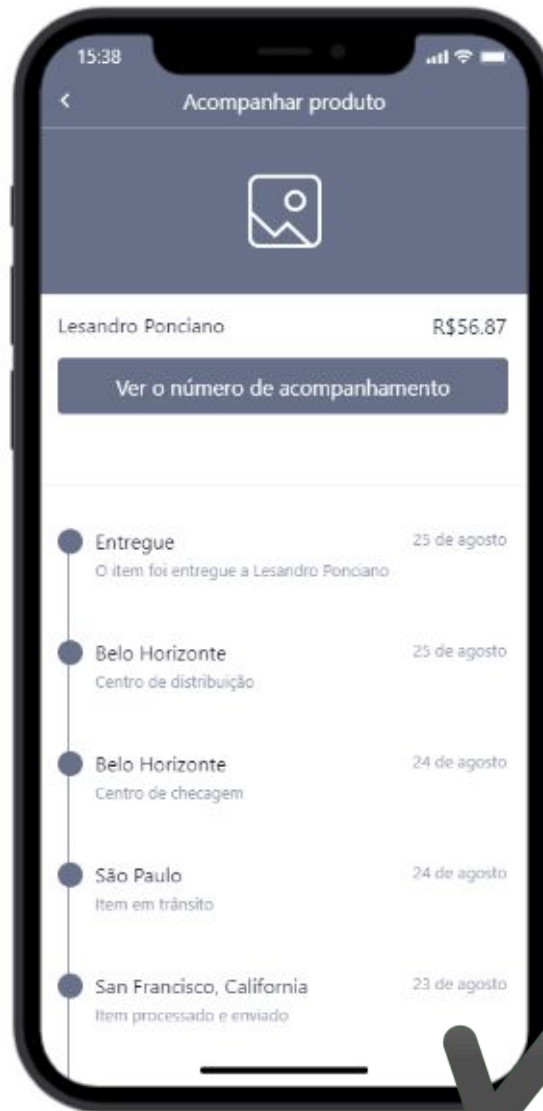 15:38
Acompanhar produto
Lesandro Ponciano R$56.87
Ver o número de acompanhamento
Entregue 25 de agosto
O item foi entregue a Lesandro Ponciano
Belo Horizonte 25 de agosto
Centro de distribuição
Belo Horizonte 24 de agosto
Centro de checagem
São Paulo 24 de agosto
Item em trânsito
San Francisco, California 23 de agosto
Item processado e enviado